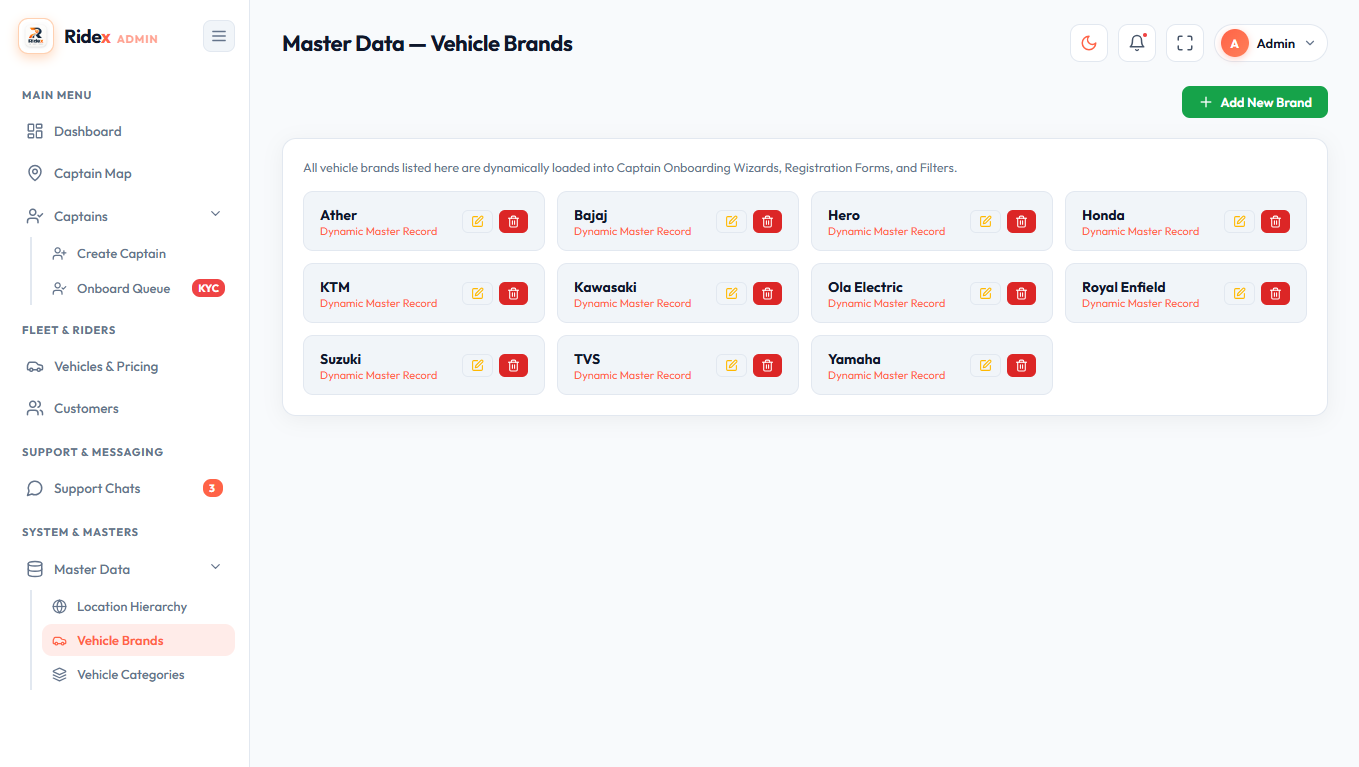 Ridex
Ridex ADMIN
MAIN MENU
Dashboard
Captain Map
Captains
Create Captain
Onboard Queue KYC
FLEET & RIDERS
Vehicles & Pricing
Customers
SUPPORT & MESSAGING
Support Chats 3
SYSTEM & MASTERS
Master Data
Location Hierarchy
Vehicle Brands
Vehicle Categories
Master Data — Vehicle Brands
A Admin
Add New Brand
All vehicle brands listed here are dynamically loaded into Captain Onboarding Wizards, Registration Forms, and Filters.
Ather
Dynamic Master Record
Bajaj
Dynamic Master Record
Hero
Dynamic Master Record
Honda
Dynamic Master Record
KTM
Dynamic Master Record
Kawasaki
Dynamic Master Record
Ola Electric
Dynamic Master Record
Royal Enfield
Dynamic Master Record
Suzuki
Dynamic Master Record
TVS
Dynamic Master Record
Yamaha
Dynamic Master Record